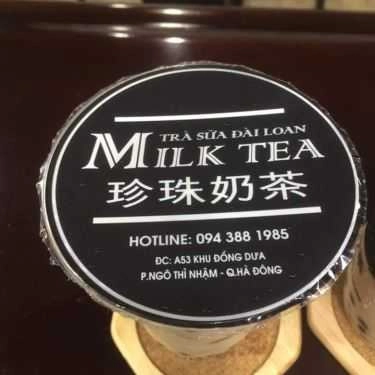 TRÀ SỮA ĐÀI LOAN
MILK TEA
珍珠奶茶
HOTLINE: 094 388 1985
ĐC: A53 KHU ĐỒNG DƯA
P.NGÔ THÌ NHẬM - Q.HÀ ĐÔNG